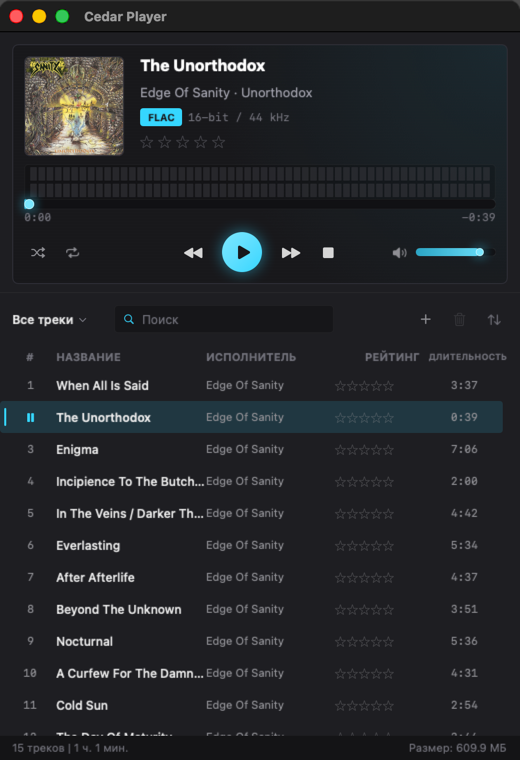 Cedar Player
The Unorthodox
Edge Of Sanity · Unorthodox
FLAC 16-bit / 44 kHz
0:00 −0:39
Все треки Поиск
# НАЗВАНИЕ ИСПОЛНИТЕЛЬ РЕЙТИНГ ДЛИТЕЛЬНОСТЬ
1 When All Is Said Edge Of Sanity 3:37
The Unorthodox Edge Of Sanity 0:39
3 Enigma Edge Of Sanity 7:06
4 Incipience To The Butch... Edge Of Sanity 2:00
5 In The Veins / Darker Th... Edge Of Sanity 4:42
6 Everlasting Edge Of Sanity 5:34
7 After Afterlife Edge Of Sanity 4:37
8 Beyond The Unknown Edge Of Sanity 3:51
9 Nocturnal Edge Of Sanity 5:36
10 A Curfew For The Damn... Edge Of Sanity 4:31
11 Cold Sun Edge Of Sanity 2:54
15 треков | 1 ч. 1 мин. Размер: 609.9 МБ